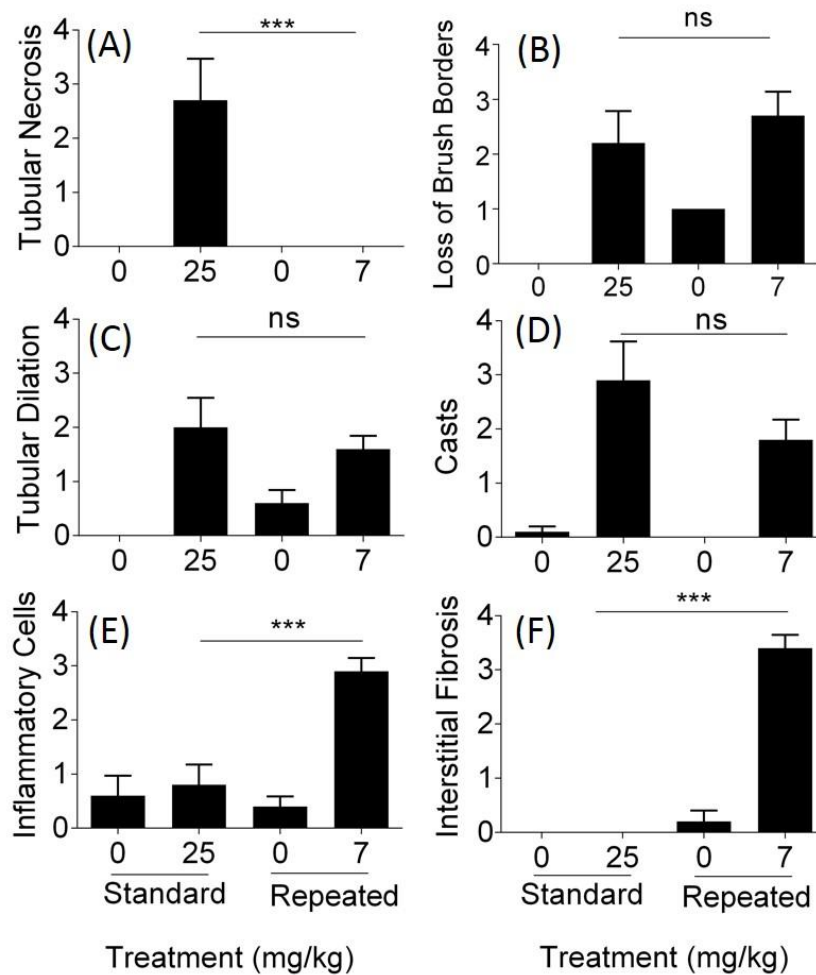 (A)
***
Tubular Necrosis
4
3
2
1
0
0 25 0 7
(B)
ns
Loss of Brush Borders
4
3
2
1
0
0 25 0 7
(C)
ns
Tubular Dilation
4
3
2
1
0
0 25 0 7
(D)
ns
Casts
4
3
2
1
0
0 25 0 7
(E)
***
Inflammatory Cells
4
3
2
1
0
0 25 0 7
Standard Repeated
Treatment (mg/kg)
(F)
***
Interstitial Fibrosis
4
3
2
1
0
0 25 0 7
Standard Repeated
Treatment (mg/kg)